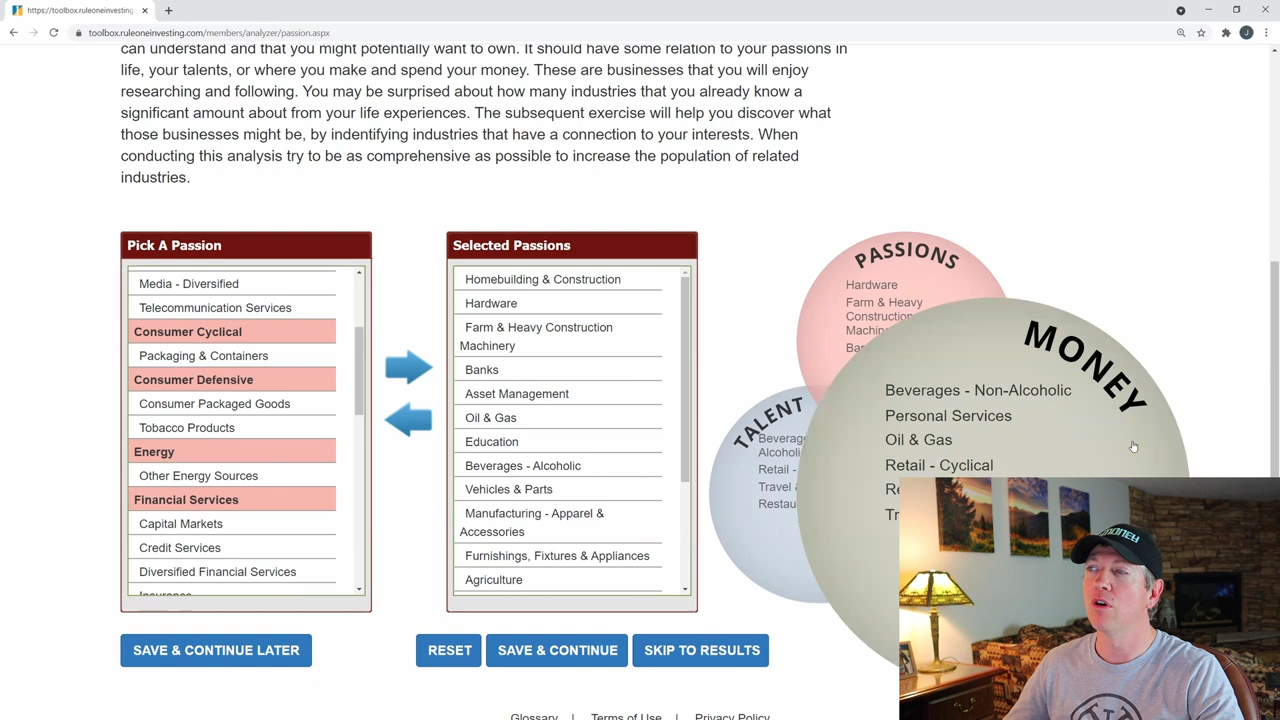 https://toolbox.ruleoneinvesting
toolbox.ruleoneinvesting.com/members/analyzer/passion.aspx
J
can understand and that you might potentially want to own. It should have some relation to your passions in
life, your talents, or where you make and spend your money. These are businesses that you will enjoy
researching and following. You may be surprised about how many industries that you already know a
significant amount about from your life experiences. The subsequent exercise will help you discover what
those businesses might be, by indentifying industries that have a connection to your interests. When
conducting this analysis try to be as comprehensive as possible to increase the population of related
industries.
Pick A Passion
Media - Diversified
Telecommunication Services
Consumer Cyclical
Packaging & Containers
Consumer Defensive
Consumer Packaged Goods
Tobacco Products
Energy
Other Energy Sources
Financial Services
Capital Markets
Credit Services
Diversified Financial Services
Insurance
Selected Passions
Homebuilding & Construction
Hardware
Farm & Heavy Construction
Machinery
Banks
Asset Management
Oil & Gas
Education
Beverages - Alcoholic
Vehicles & Parts
Manufacturing - Apparel &
Accessories
Furnishings, Fixtures & Appliances
Agriculture
PASSIONS
Hardware
Farm & Heavy
Construction
Machin
Ba
TALENT
Beverag
Alcohol
Retail -
Travel
Restau
MONEY
Beverages - Non-Alcoholic
Personal Services
Oil & Gas
Retail - Cyclical
Re
Tr
SAVE & CONTINUE LATER
RESET
SAVE & CONTINUE
SKIP TO RESULTS
Glossary | Terms of Use | Privacy Policy